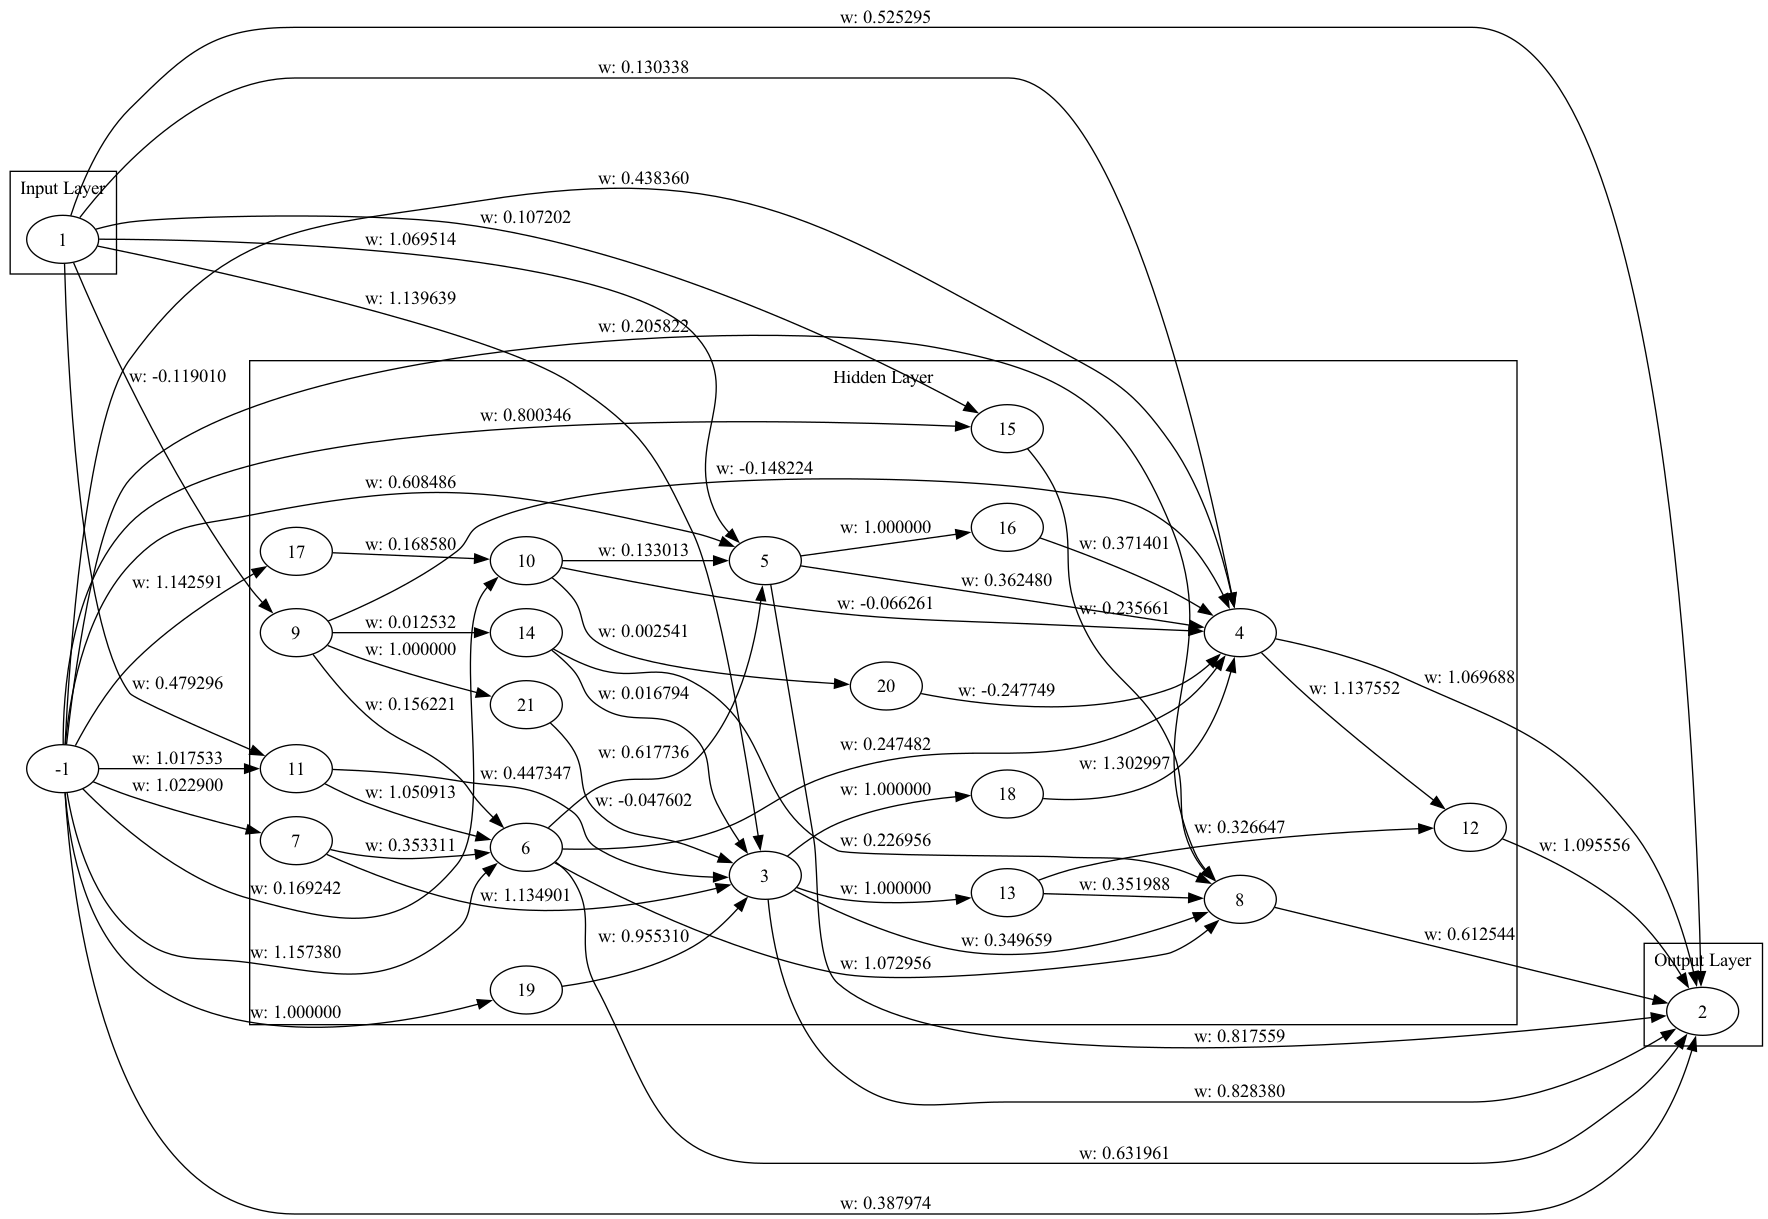 w: 0.525295
w: 0.130338
w: 0.438360
Input Layer
w: 0.107202
1
w: 1.069514
w: 1.139639
w: 0.205822
w: -0.119010
Hidden Layer
w: 0.800346
15
w: -0.148224
w: 0.608486
16
w: 1.000000
w: 0.371401
w: 0.168580
17
w: 0.133013
10
5
w: 1.142591
w: 0.362480
w: -0.066261
w: 0.235661
w: 0.012532
9
14
w: 0.002541
4
w: 1.000000
w: 1.069688
w: 0.479296
20
w: -0.247749
w: 1.137552
w: 0.016794
w: 0.156221
21
w: 0.247482
w: 0.617736
w: 1.017533
-1
11
w: 0.447347
w: 1.302997
w: 1.022900
w: 1.050913
w: 1.000000
18
w: -0.047602
w: 0.326647
12
7
w: 0.353311
6
w: 0.226956
w: 1.095556
3
w: 0.169242
w: 1.134901
w: 1.000000
w: 0.351988
13
8
w: 0.955310
w: 0.349659
w: 0.612544
w: 1.157380
w: 1.072956
Output Layer
19
w: 1.000000
2
w: 0.817559
w: 0.828380
w: 0.631961
w: 0.387974